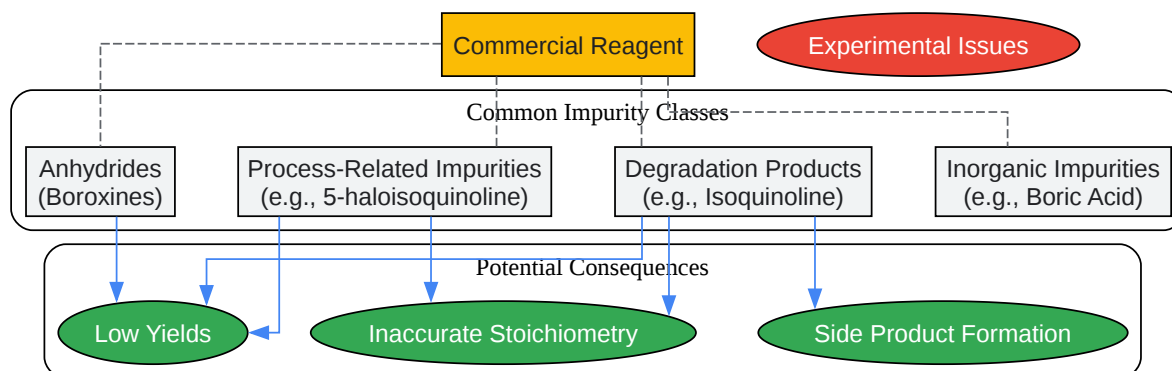 Commercial Reagent
Experimental Issues
Common Impurity Classes
Anhydrides
(Boroxines)
Process-Related Impurities
(e.g., 5-haloisoquinoline)
Degradation Products
(e.g., Isoquinoline)
Inorganic Impurities
(e.g., Boric Acid)
Potential Consequences
Low Yields
Inaccurate Stoichiometry
Side Product Formation